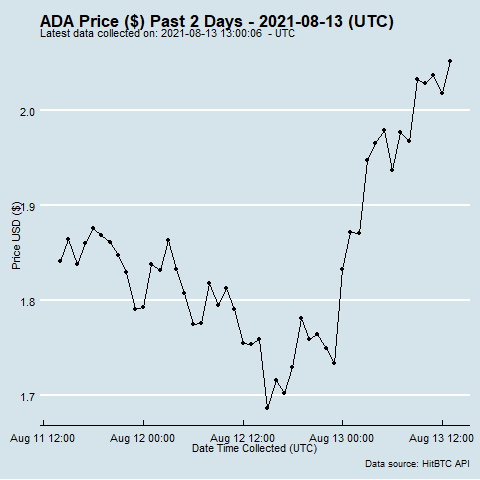 ADA Price ($) Past 2 Days - 2021-08-13 (UTC)
Latest data collected on: 2021-08-13 13:00:06 - UTC
Price USD ($)
2.0
1.9
1.8
1.7
Aug 11 12:00 Aug 12 00:00 Aug 12 12:00 Aug 13 00:00 Aug 13 12:00
Date Time Collected (UTC)
Data source: HitBTC API